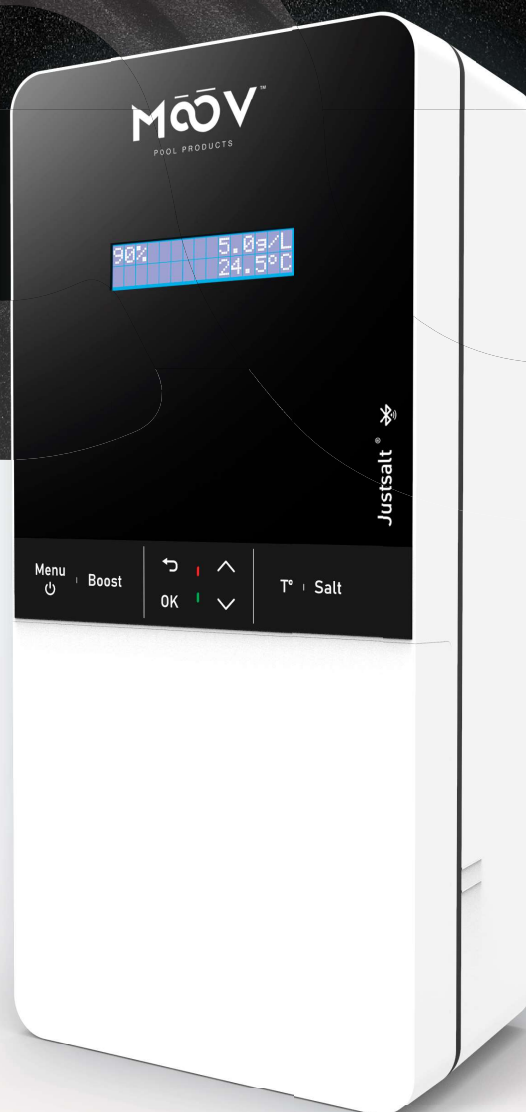 MOOV™
POOL PRODUCTS
90% 5.0g/L
24.5°C
Justsalt®
Menu Boost
OK
T° Salt